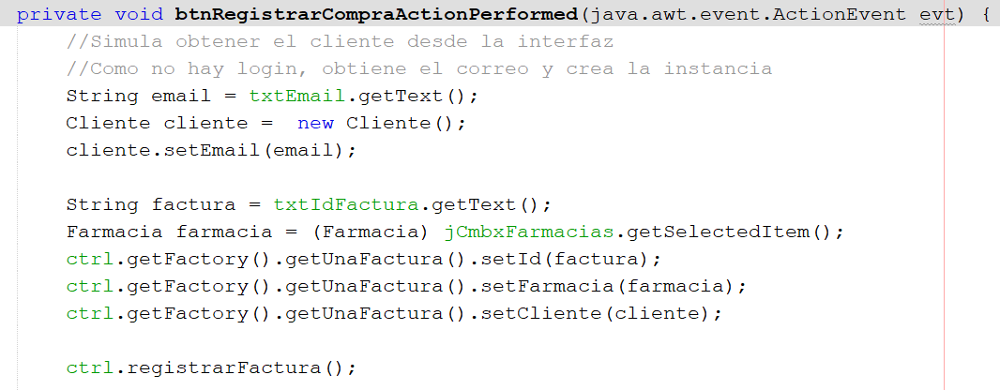 private void btnRegistrarCompraActionPerformed(java.awt.event.ActionEvent evt) {
//Simula obtener el cliente desde la interfaz
//Como no hay login, obtiene el correo y crea la instancia
String email = txtEmail.getText();
Cliente cliente =  new Cliente();
cliente.setEmail(email);
String factura = txtIdFactura.getText();
Farmacia farmacia = (Farmacia) jCmbxFarmacias.getSelectedItem();
ctrl.getFactory().getUnaFactura().setId(factura);
ctrl.getFactory().getUnaFactura().setFarmacia(farmacia);
ctrl.getFactory().getUnaFactura().setCliente(cliente);
ctrl.registrarFactura();